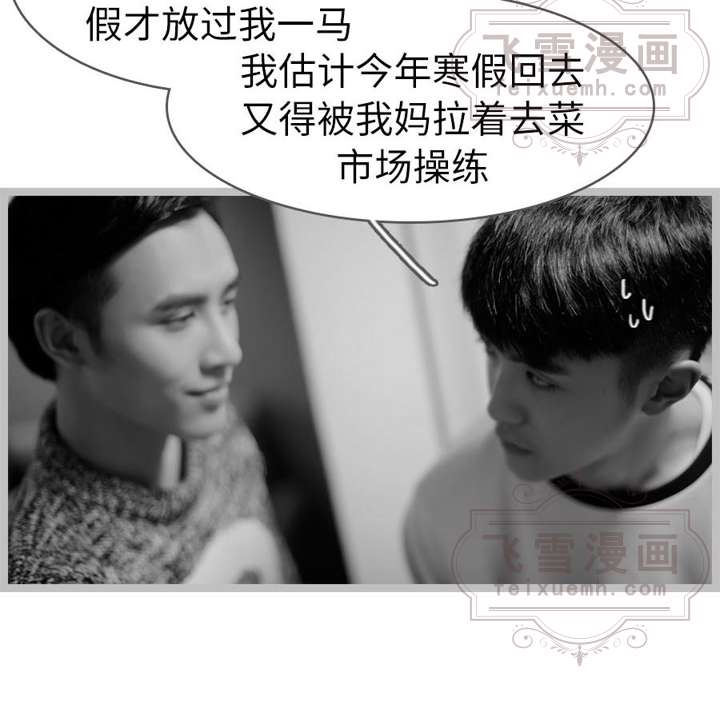 假才放过我一马
我估计今年寒假回去
又得被我妈拉着去菜
市场操练
飞雪漫画
feixuemh.com
飞雪漫画
feixuemh.com